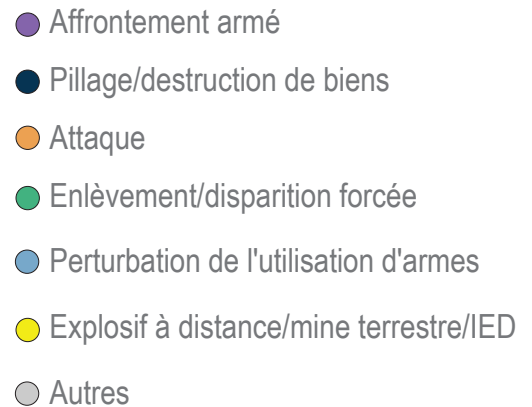 Affrontement armé
Pillage/destruction de biens
Attaque
Enlèvement/disparition forcée
Perturbation de l'utilisation d'armes
Explosif à distance/mine terrestre/IED
Autres